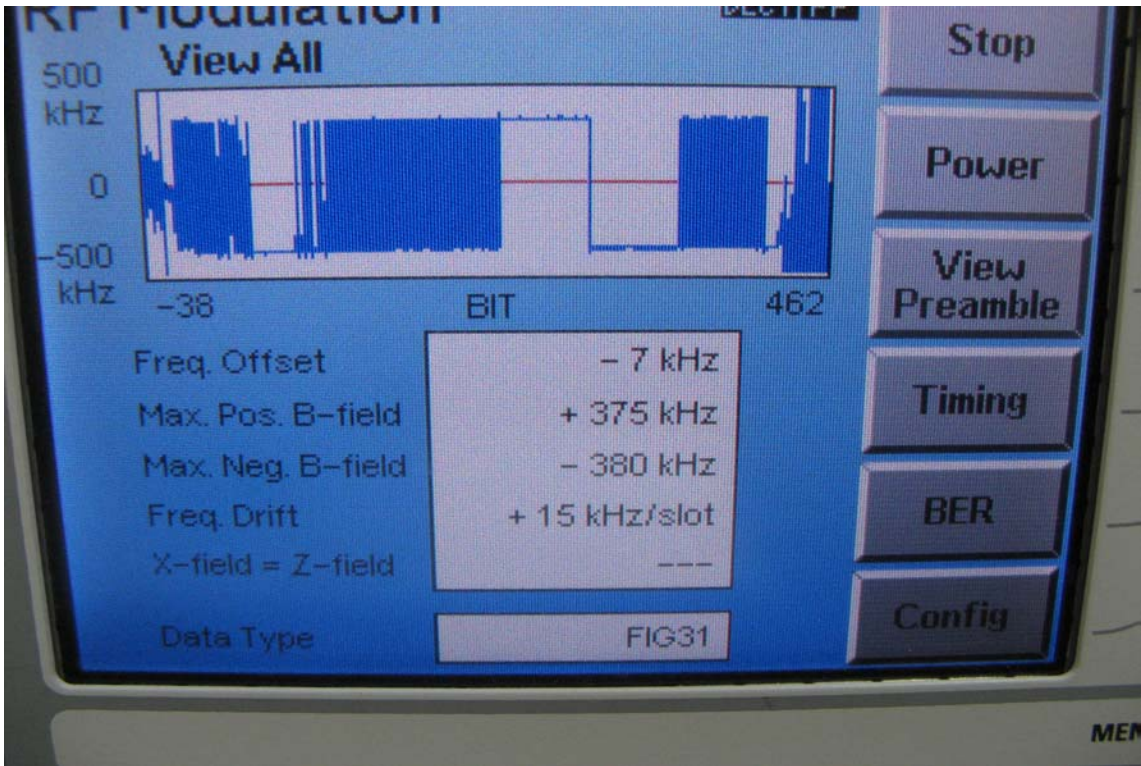 RF Modulation
View All
500
kHz
0
-500
kHz
-38
BIT
462
Freq. Offset
- 7 kHz
Max. Pos. B-field
+ 375 kHz
Max. Neg. B-field
- 380 kHz
Freq. Drift
+ 15 kHz/slot
X-field = Z-field
---
Data Type
FIG31
Stop
Power
View
Preamble
Timing
BER
Config